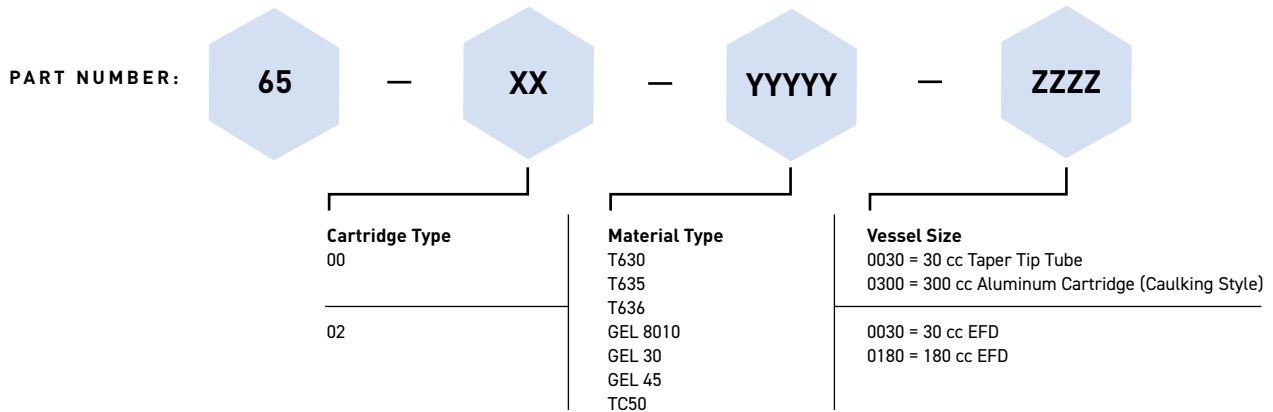 PART NUMBER: 65 — XX — YYYYY — ZZZZ
Cartridge Type
00
02
Material Type
T630
T635
T636
GEL 8010
GEL 30
GEL 45
TC50
Vessel Size
0030 = 30 cc Taper Tip Tube
0300 = 300 cc Aluminum Cartridge (Caulking Style)
0030 = 30 cc EFD
0180 = 180 cc EFD